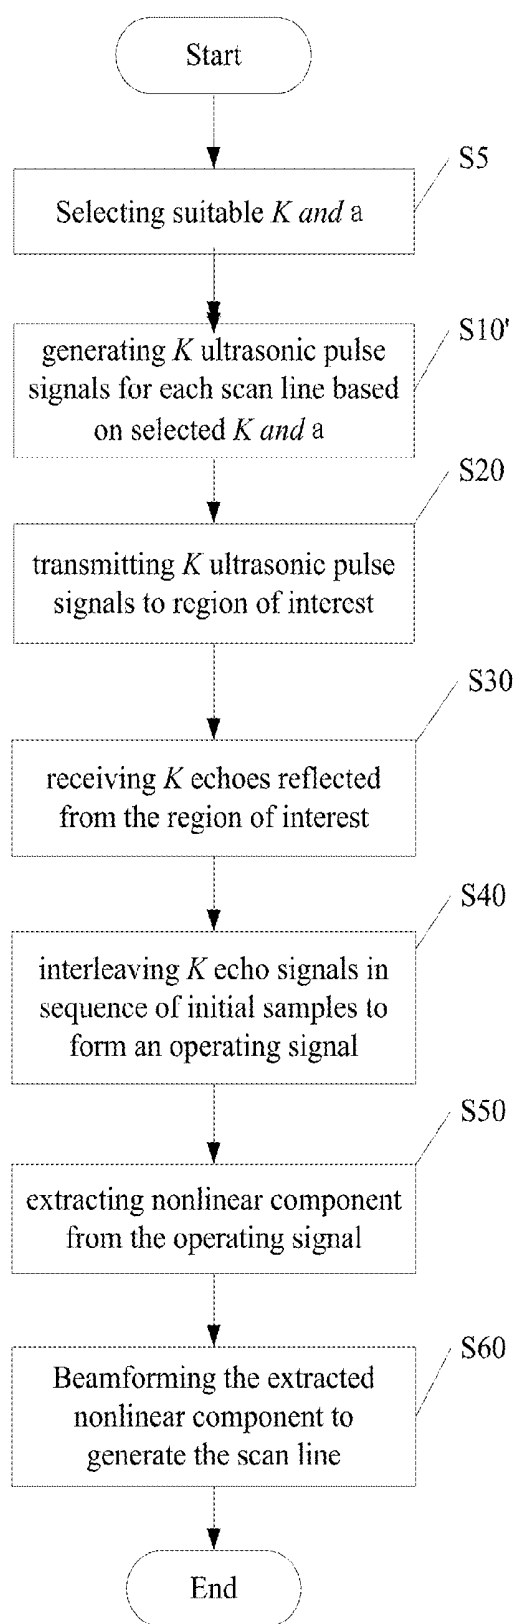 Start
S5
Selecting suitable K and a
S10'
generating K ultrasonic pulse
signals for each scan line based
on selected K and a
S20
transmitting K ultrasonic pulse
signals to region of interest
S30
receiving K echoes reflected
from the region of interest
S40
interleaving K echo signals in
sequence of initial samples to
form an operating signal
S50
extracting nonlinear component
from the operating signal
S60
Beamforming the extracted
nonlinear component to
generate the scan line
End